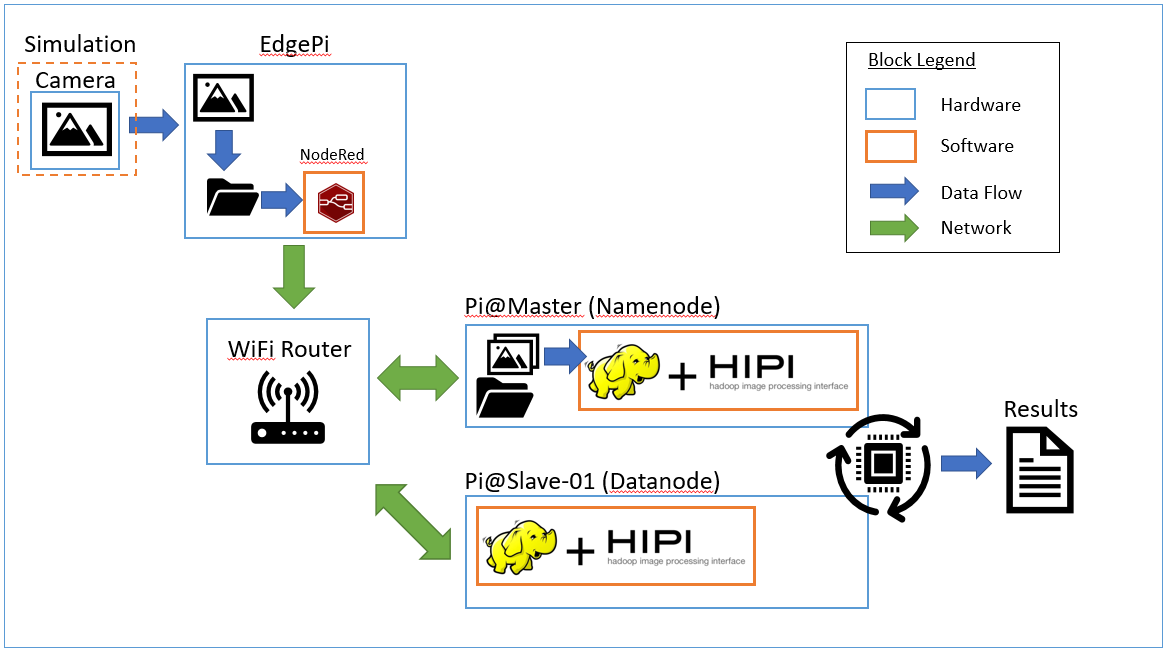 Simulation
Camera
EdgePi
NodeRed
Block Legend
Hardware
Software
Data Flow
Network
WiFi Router
Pi@Master (Namenode)
+ HIPI
hadoop image processing interface
Pi@Slave-01 (Datanode)
+ HIPI
hadoop image processing interface
Results